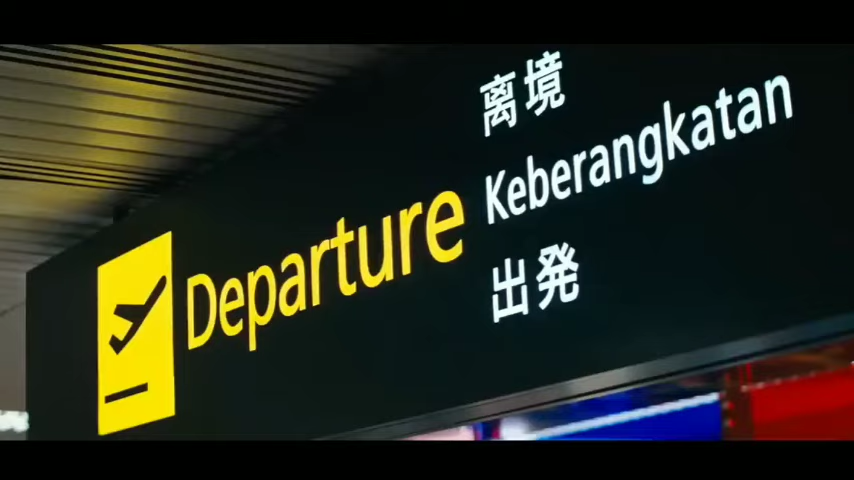 Departure
离境
Keberangkatan
出発